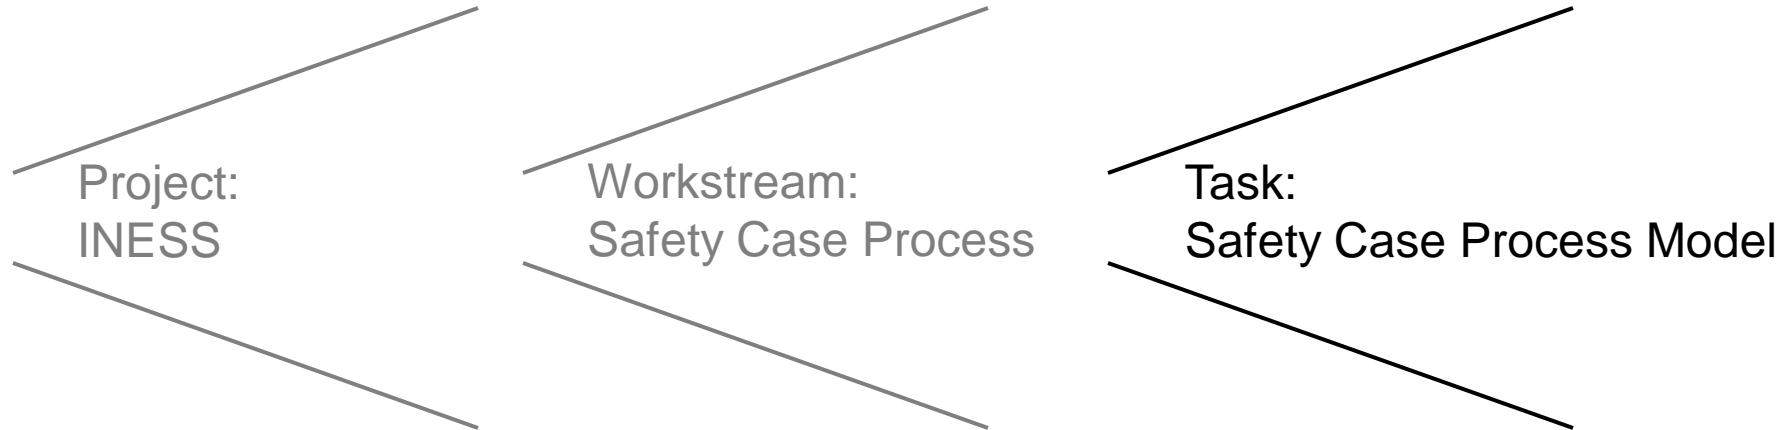 Project:
INESS
Workstream:
Safety Case Process
Task:
Safety Case Process Model